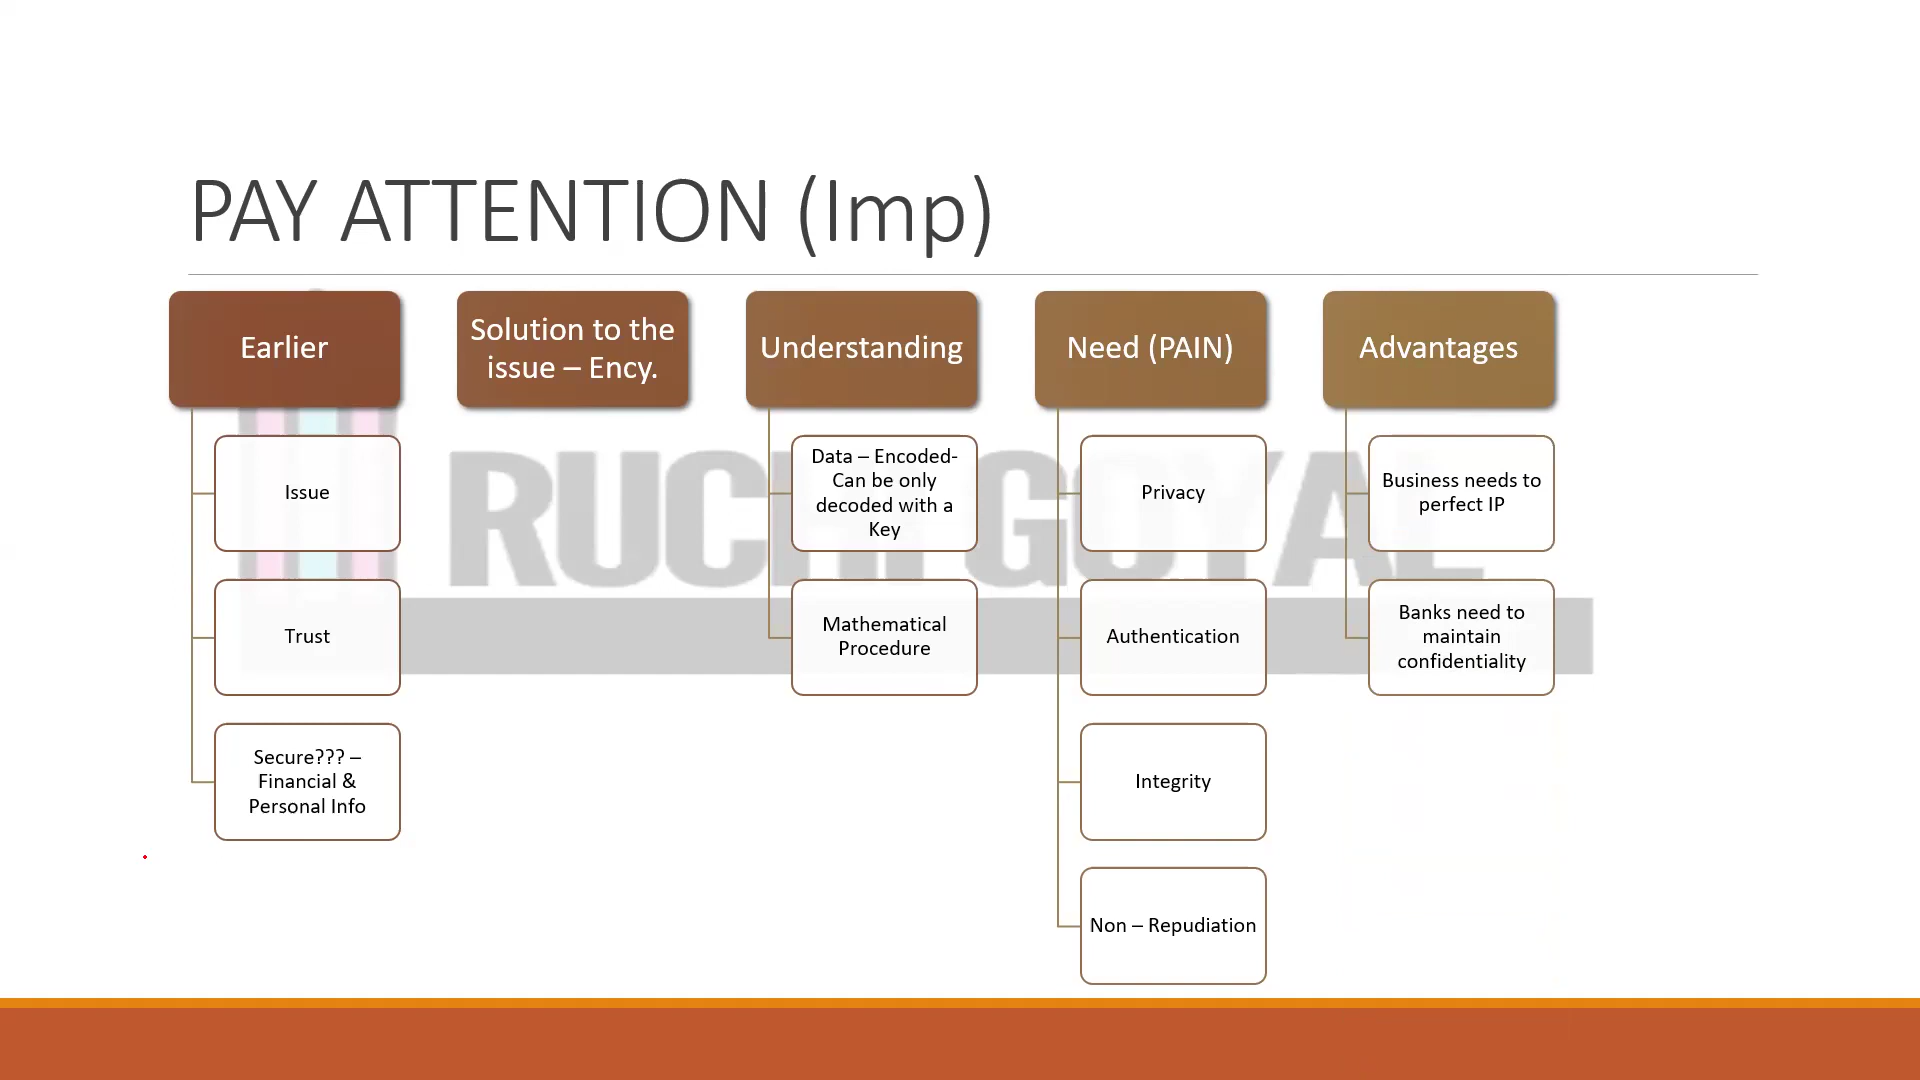 PAY ATTENTION (Imp)
Earlier
Issue
Trust
Secure??? –
Financial &
Personal Info
Solution to the
issue – Ency.
Understanding
Data – Encoded-
Can be only
decoded with a
Key
Mathematical
Procedure
Need (PAIN)
Privacy
Authentication
Integrity
Non – Repudiation
Advantages
Business needs to
perfect IP
Banks need to
maintain
confidentiality
RUCHI GOYAL